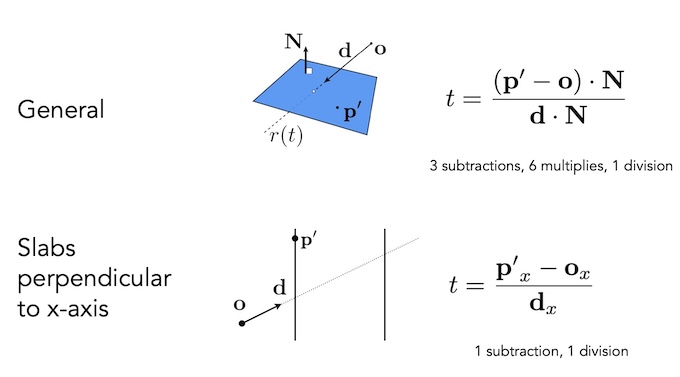 General
N
d
o
p′
r(t)
t = (p′ − o) · N / d · N
3 subtractions, 6 multiplies, 1 division
Slabs
perpendicular
to x-axis
p′
d
o
t = p′x − ox / dx
1 subtraction, 1 division